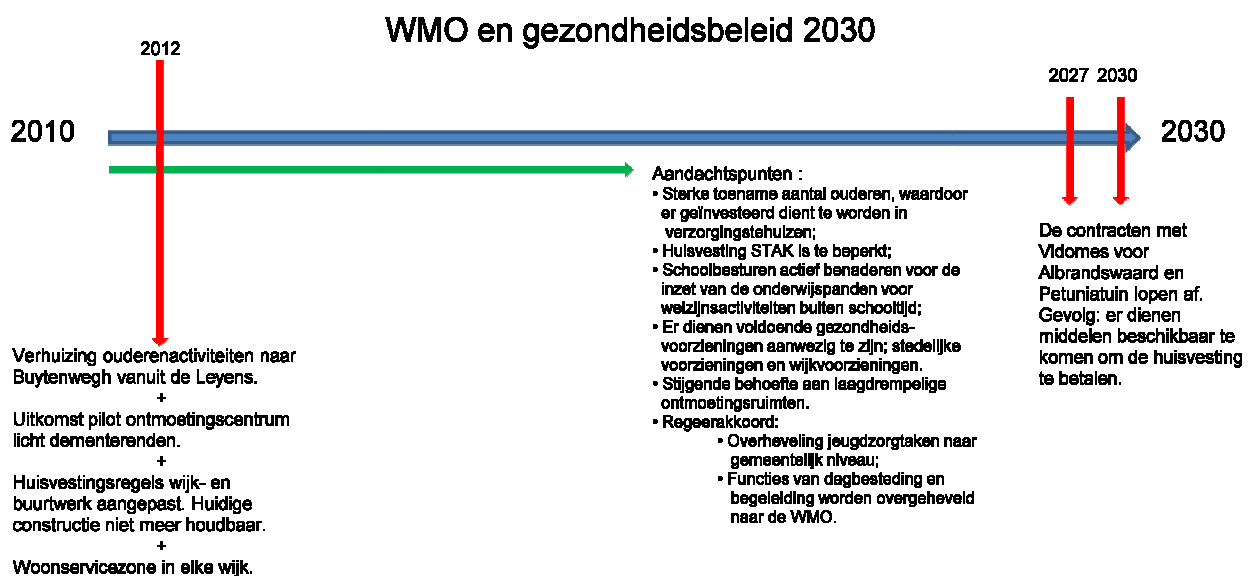 WMO en gezondheidsbeleid 2030
2012
2027 2030
2010
2030
Aandachtspunten :
• Sterke toename aantal ouderen, waardoor
er geïnvesteerd dient te worden in
verzorgingstehuizen;
• Huisvesting STAK is te beperkt;
• Schoolbesturen actief benaderen voor de
inzet van de onderwijspanden voor
welzijnsactiviteiten buiten schooltijd;
• Er dienen voldoende gezondheids-
voorzieningen aanwezig te zijn; stedelijke
voorzieningen en wijkvoorzieningen.
• Stijgende behoefte aan laagdrempelige
ontmoetingsruimten.
• Regeerakkoord:
• Overheveling jeugdzorgtaken naar
gemeentelijk niveau;
• Functies van dagbesteding en
begeleiding worden overgeheveld
naar de WMO.
De contracten met
Vidomes voor
Albrandswaard en
Petuniatuin lopen af.
Gevolg: er dienen
middelen beschikbaar te
komen om de huisvesting
te betalen.
Verhuizing ouderenactiviteiten naar
Buytenwegh vanuit de Leyens.
+
Uitkomst pilot ontmoetingscentrum
licht dementerenden.
+
Huisvestingsregels wijk- en
buurtwerk aangepast. Huidige
constructie niet meer houdbaar.
+
Woonservicezone in elke wijk.